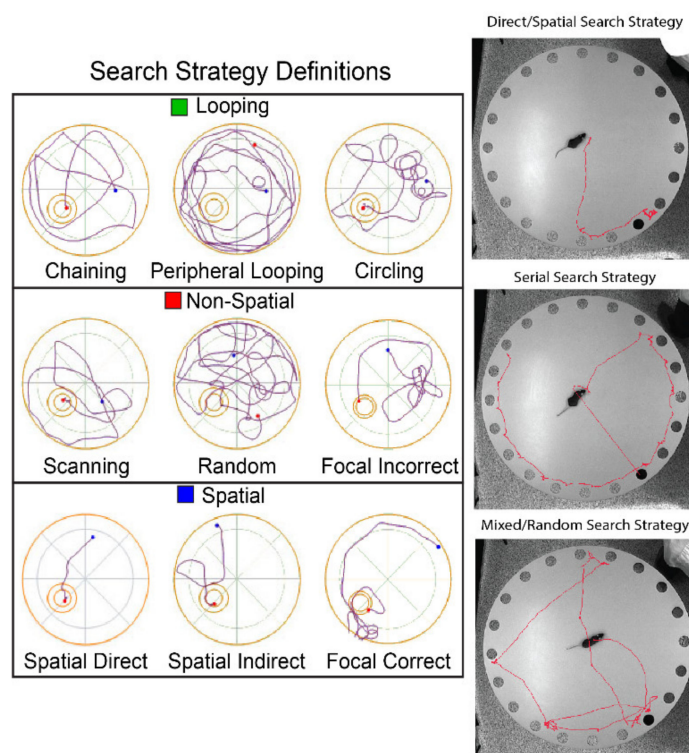 Search Strategy Definitions
Looping
Chaining
Peripheral Looping
Circling
Non-Spatial
Scanning
Random
Focal Incorrect
Spatial
Spatial Direct
Spatial Indirect
Focal Correct
Direct/Spatial Search Strategy
Serial Search Strategy
Mixed/Random Search Strategy